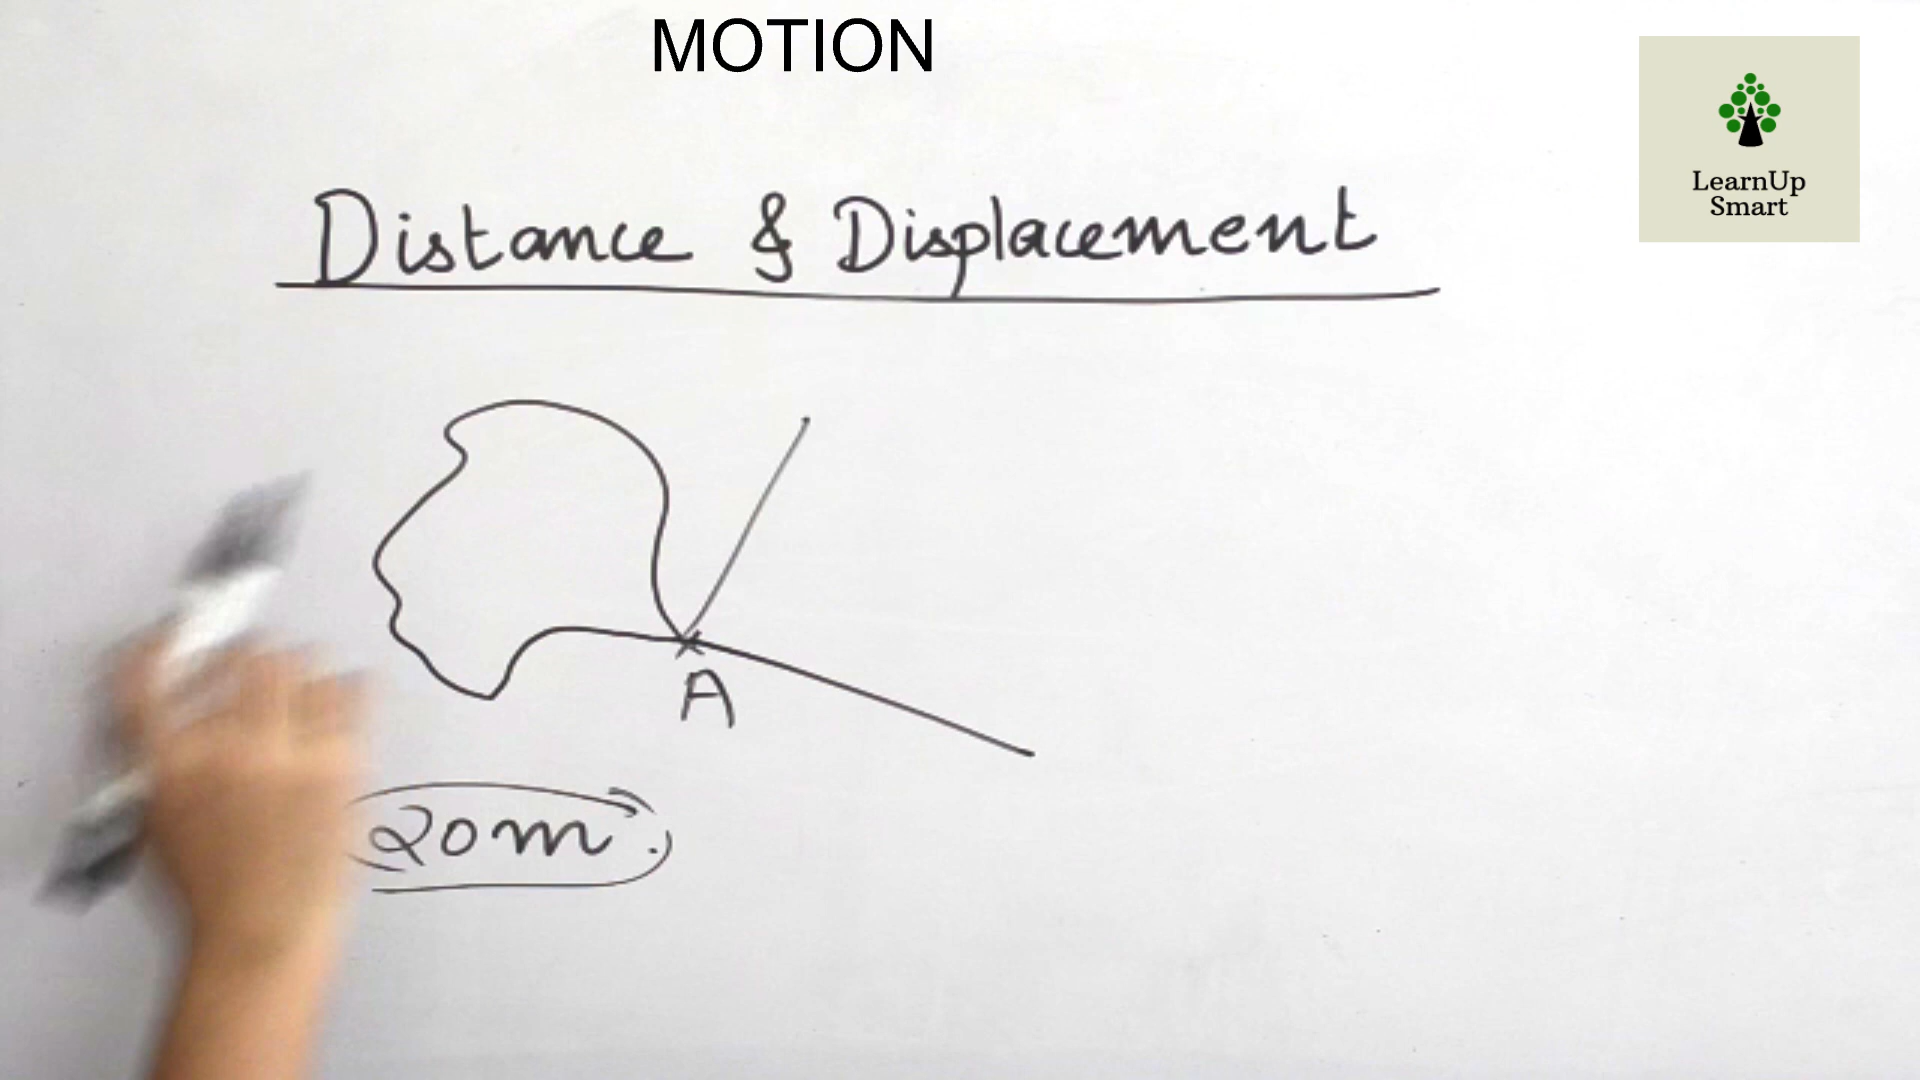 MOTION
LearnUp
Smart
Distance & Displacement
A
20m.